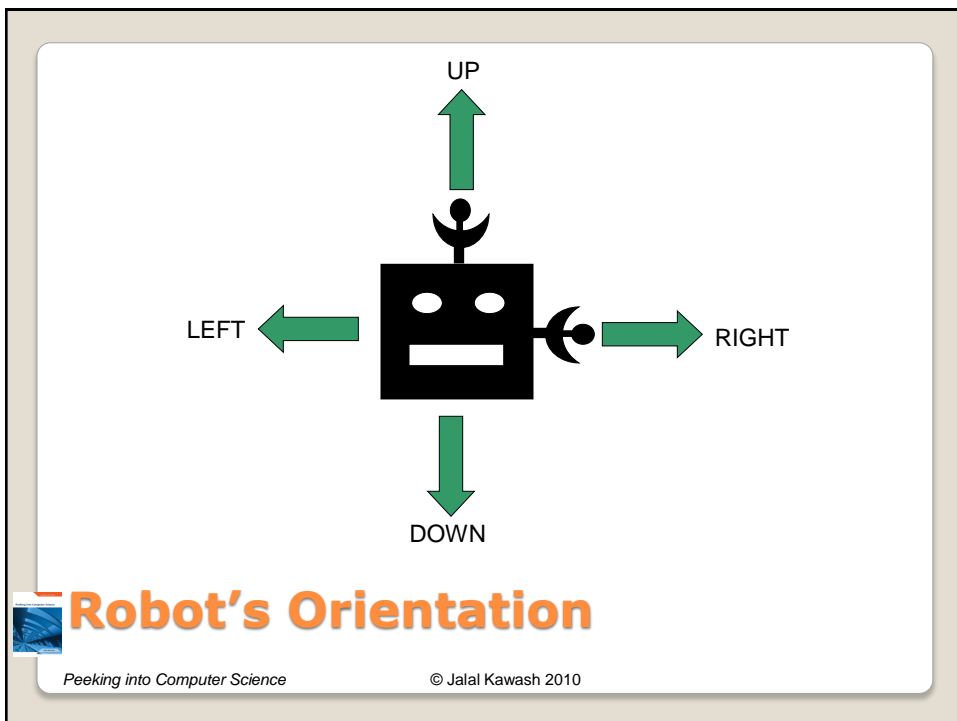 UP
LEFT
RIGHT
DOWN
Robot's Orientation
Peeking into Computer Science
© Jalal Kawash 2010